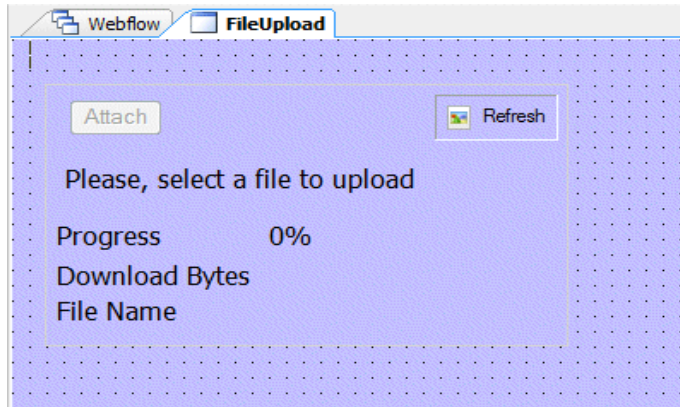 Webflow FileUpload
Attach Refresh
Please, select a file to upload
Progress 0%
Download Bytes
File Name